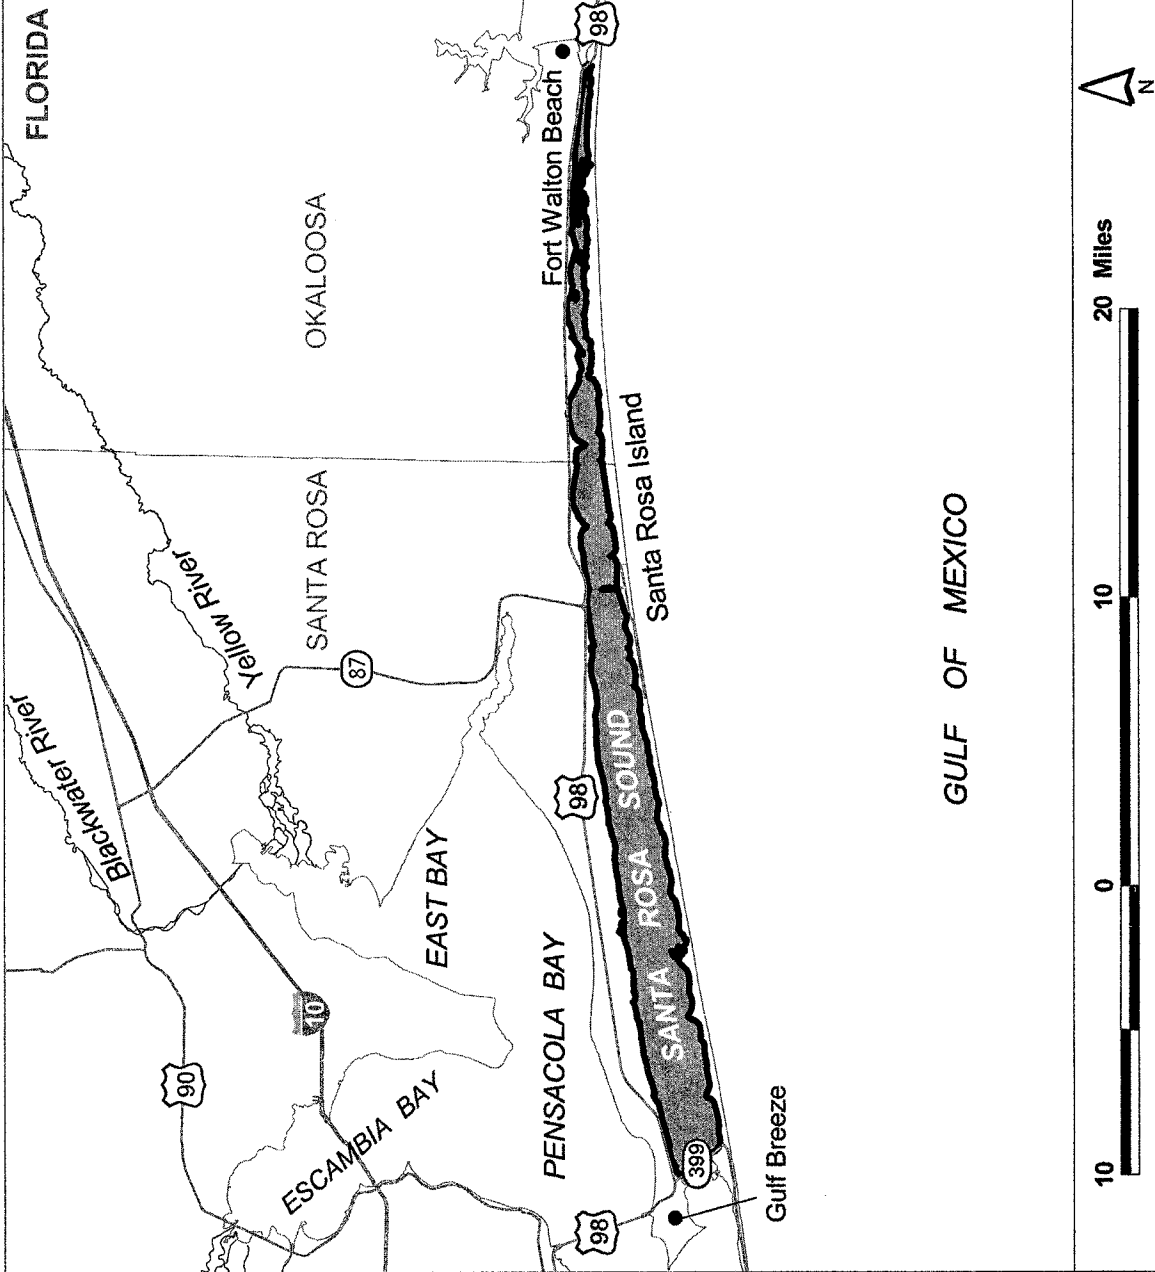 FLORIDA
Blackwater River
Yellow River
90
10
87
SANTA ROSA
OKALOOSA
ESCAMBIA BAY
EAST BAY
PENSACOLA BAY
98
98
98
Fort Walton Beach
399
SANTA ROSA SOUND
Santa Rosa Island
Gulf Breeze
GULF OF MEXICO
10 0 10 20 Miles
N